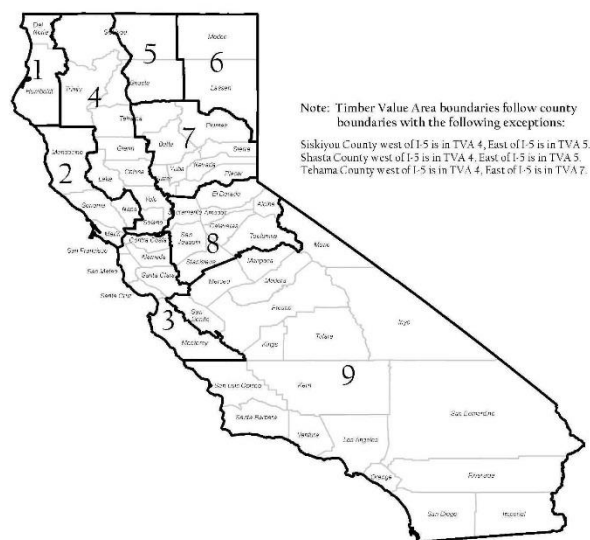 Del
Norte
Siskiyou
Modoc
5
1
6
Humboldt
Trinity
4
Shasta
Lassen
Note: Timber Value Area boundaries follow county
boundaries with the following exceptions:
Siskiyou County west of I-5 is in TVA 4, East of I-5 is in TVA 5.
Shasta County west of I-5 is in TVA 4, East of I-5 is in TVA 5.
Tehama County west of I-5 is in TVA 4, East of I-5 is in TVA 7.
Tehama
7
Plumas
Butte
Mendocino
Glenn
Sierra
2
Lake
Colusa
Yuba
Nevada
Placer
Sonoma
Napa
Yolo
El Dorado
Sacramento
Amador
Alpine
Solano
Marin
Calaveras
San Francisco
Contra Costa
San
Joaquin
8
Tuolumne
Mono
Alameda
Stanislaus
Mariposa
San Mateo
Santa Clara
Merced
Madera
Santa Cruz
3
San
Benito
Fresno
Inyo
Monterey
Kings
Tulare
9
San Luis Obispo
Kern
San Bernardino
Santa Barbara
Ventura
Los Angeles
Orange
Riverside
San Diego
Imperial